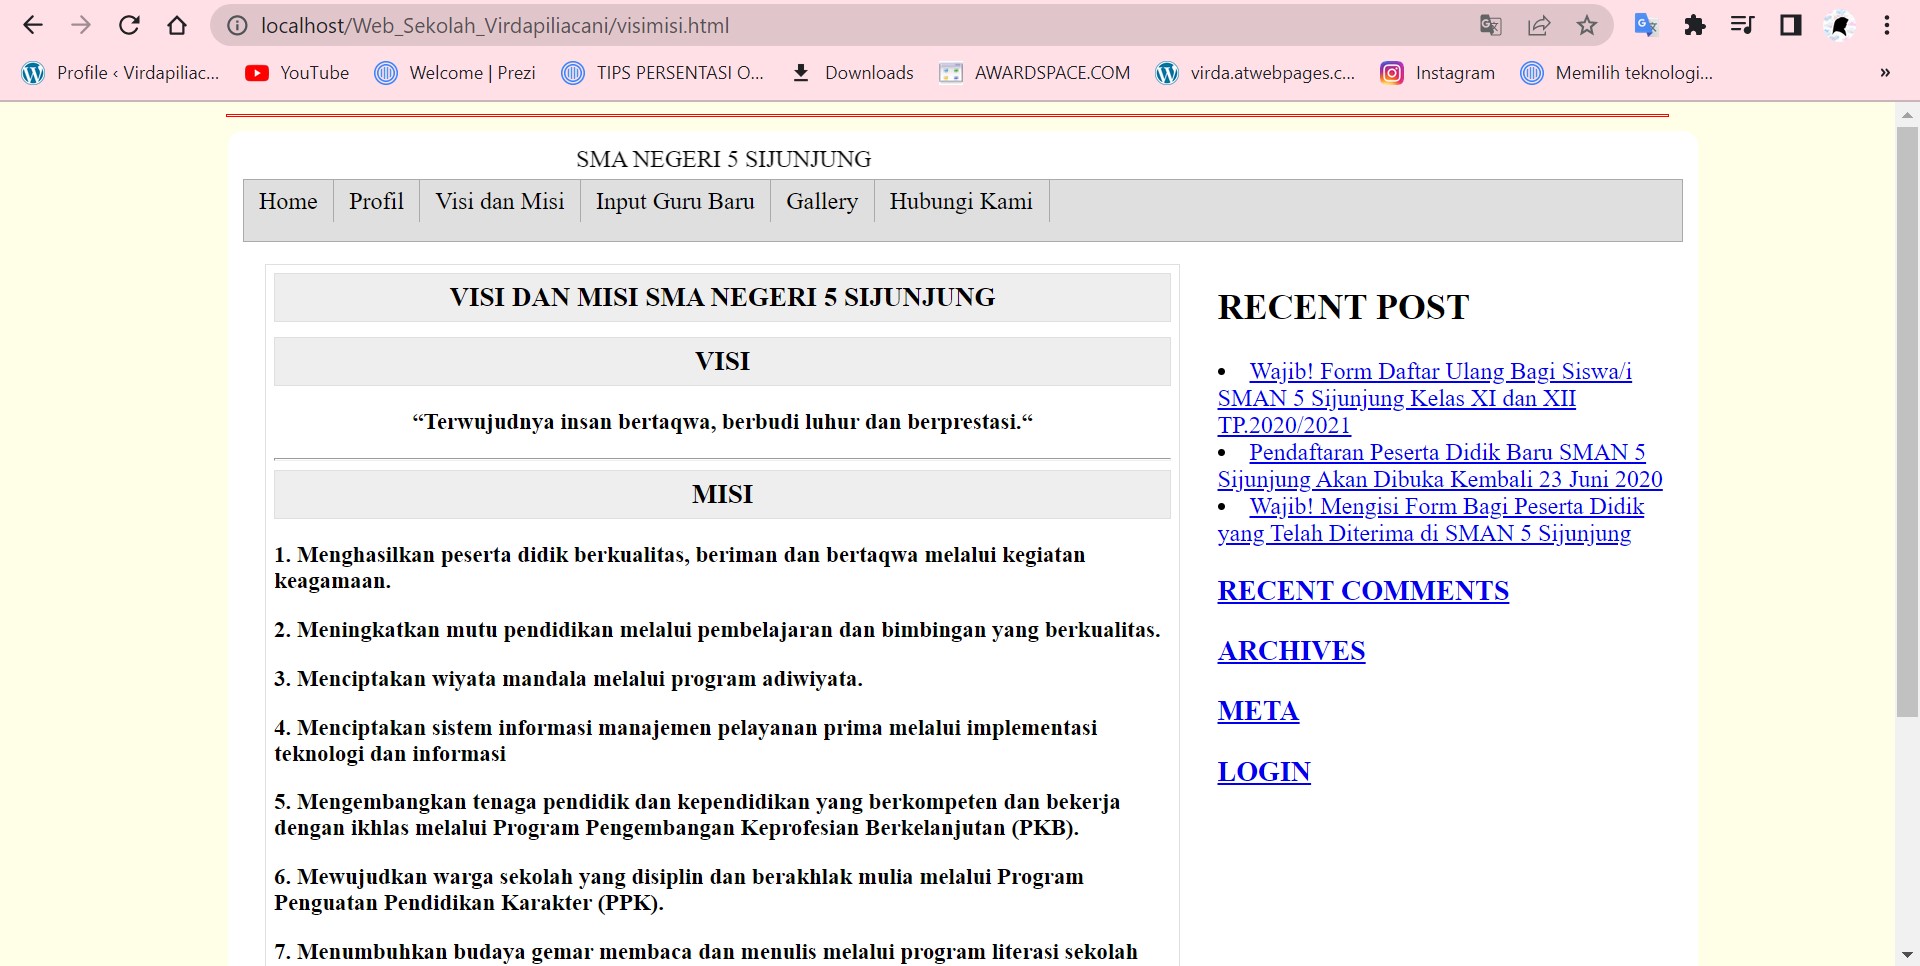 localhost/Web_Sekolah_Virdapiliacani/visimisi.html
Profile ‹ Virdapiliac... YouTube Welcome | Prezi TIPS PERSENTASI O... Downloads AWARDSPACE.COM virda.atwebpages.c... Instagram Memilih teknologi... »
SMA NEGERI 5 SIJUNJUNG
Home Profil Visi dan Misi Input Guru Baru Gallery Hubungi Kami
VISI DAN MISI SMA NEGERI 5 SIJUNJUNG
VISI
“Terwujudnya insan bertaqwa, berbudi luhur dan berprestasi.“
MISI
1. Menghasilkan peserta didik berkualitas, beriman dan bertaqwa melalui kegiatan
keagamaan.
2. Meningkatkan mutu pendidikan melalui pembelajaran dan bimbingan yang berkualitas.
3. Menciptakan wiyata mandala melalui program adiwiyata.
4. Menciptakan sistem informasi manajemen pelayanan prima melalui implementasi
teknologi dan informasi
5. Mengembangkan tenaga pendidik dan kependidikan yang berkompeten dan bekerja
dengan ikhlas melalui Program Pengembangan Keprofesian Berkelanjutan (PKB).
6. Mewujudkan warga sekolah yang disiplin dan berakhlak mulia melalui Program
Penguatan Pendidikan Karakter (PPK).
7. Menumbuhkan budaya gemar membaca dan menulis melalui program literasi sekolah
RECENT POST
• Wajib! Form Daftar Ulang Bagi Siswa/i
SMAN 5 Sijunjung Kelas XI dan XII
TP.2020/2021
• Pendaftaran Peserta Didik Baru SMAN 5
Sijunjung Akan Dibuka Kembali 23 Juni 2020
• Wajib! Mengisi Form Bagi Peserta Didik
yang Telah Diterima di SMAN 5 Sijunjung
RECENT COMMENTS
ARCHIVES
META
LOGIN